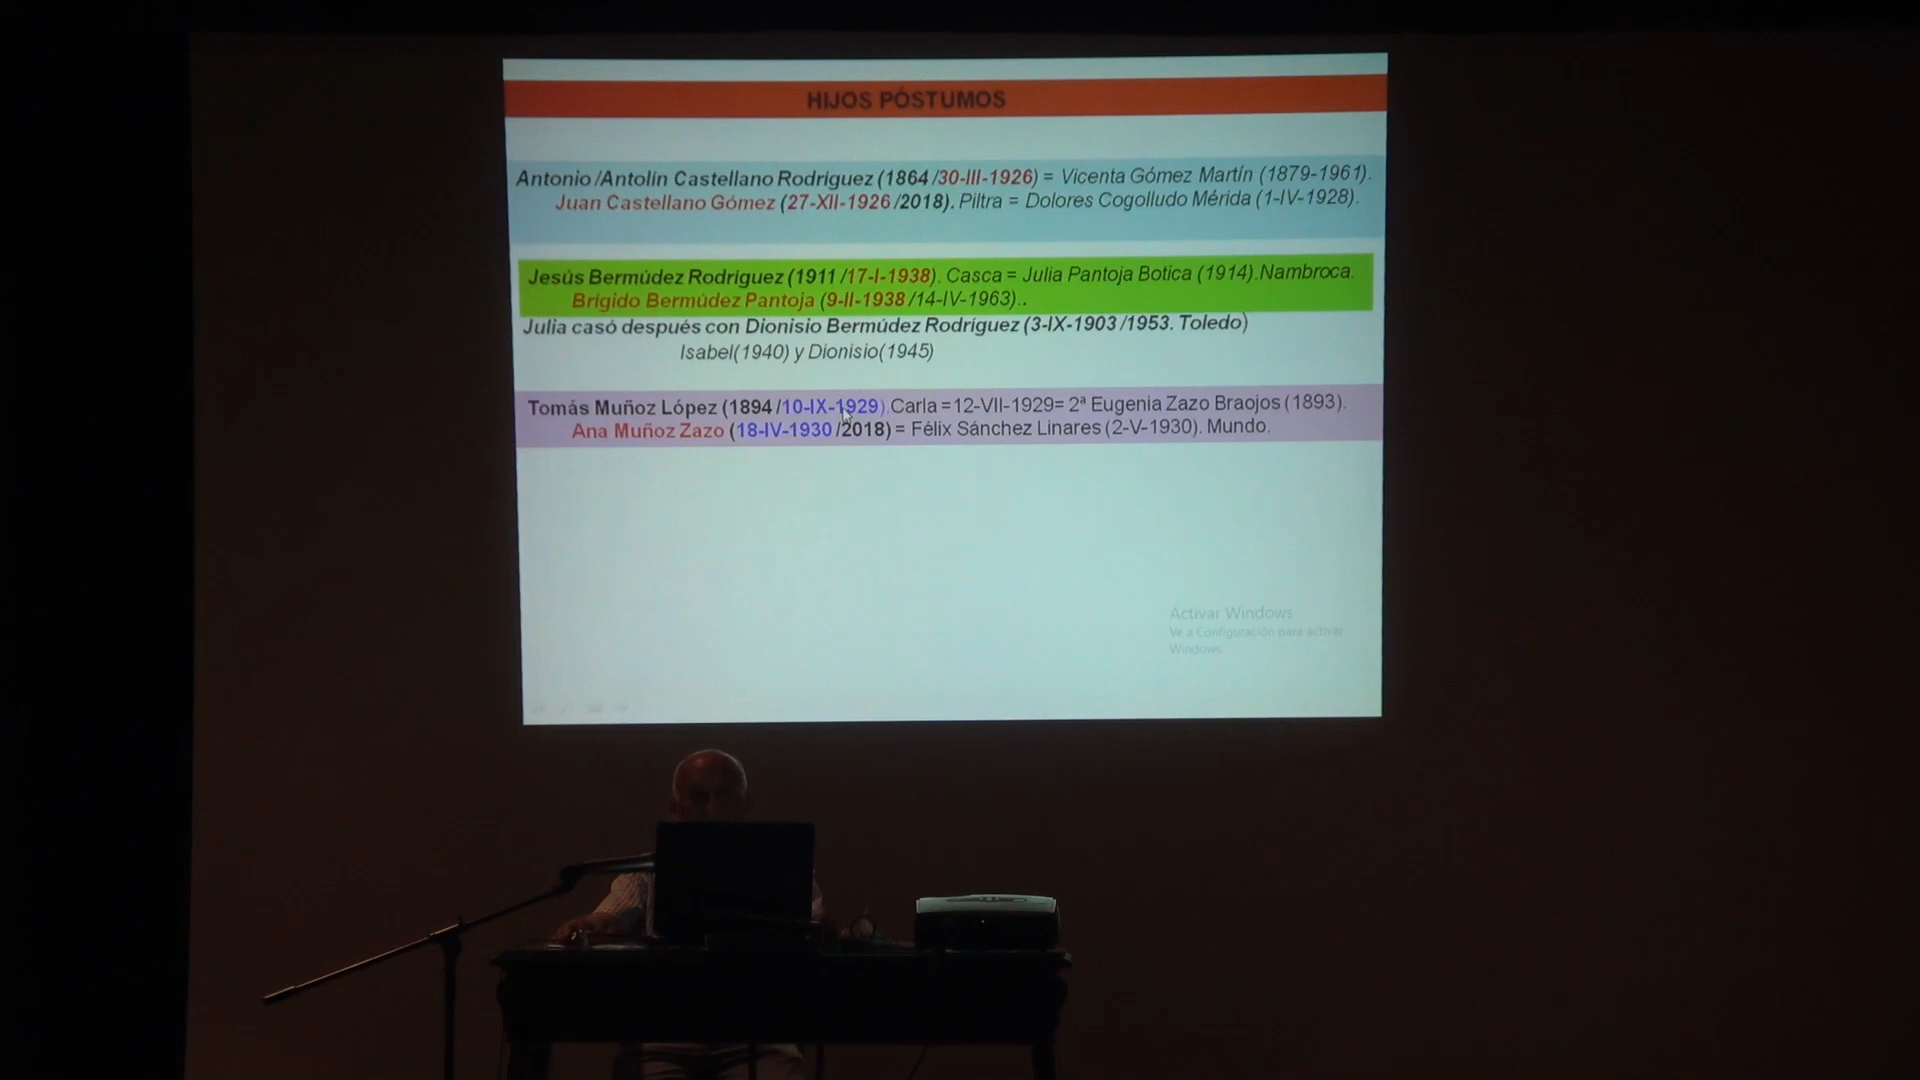 HIJOS PÓSTUMOS
Antonio/Antolín Castellano Rodríguez (1864/30-III-1926) = Vicenta Gómez Martín (1879-1961).
Juan Castellano Gómez (27-XII-1926/2018). Piltra = Dolores Cogolludo Mérida (1-IV-1928).
Jesús Bermúdez Rodríguez (1911/17-I-1938). Casca = Julia Pantoja Botica (1914).Nambroca.
Brígido Bermúdez Pantoja (9-II-1938/14-IV-1963)..
Julia casó después con Dionisio Bermúdez Rodríguez (3-IX-1903/1953. Toledo)
Isabel(1940) y Dionisio(1945)
Tomás Muñoz López (1894/10-IX-1929).Carla =12-VII-1929= 2ª Eugenia Zazo Braojos (1893).
Ana Muñoz Zazo (18-IV-1930/2018) = Félix Sánchez Linares (2-V-1930). Mundo.
Activar Windows
Ve a Configuración para activar
Windows.